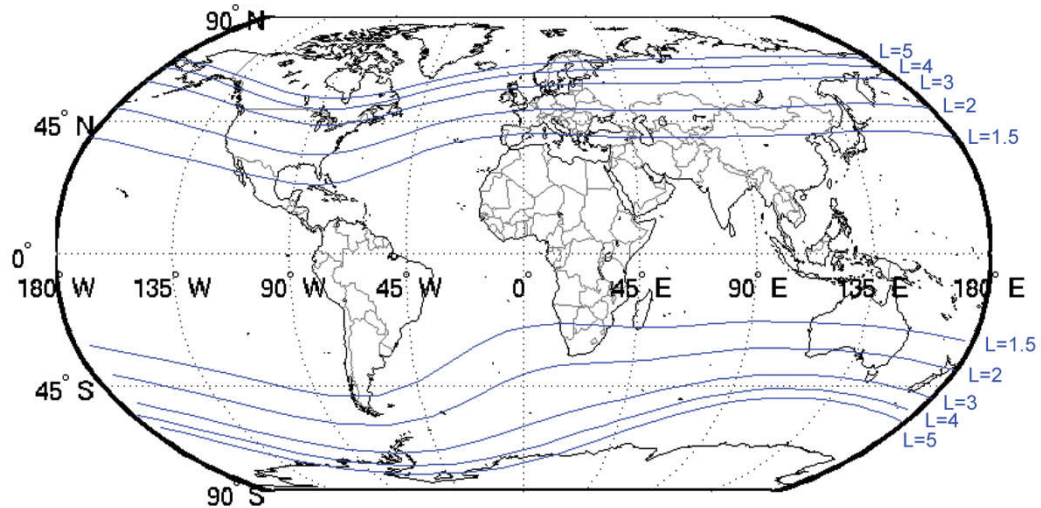 90° N
L=5
L=4
L=3
L=2
45° N
L=1.5
0°
180° W
135° W
90° W
45° W
0°
45° E
90° E
135° E
180° E
L=1.5
L=2
45° S
L=3
L=4
L=5
90° S